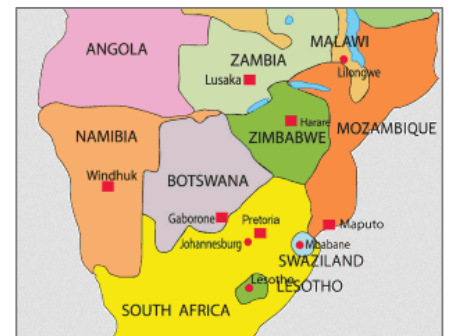 ANGOLA
MALAWI
ZAMBIA
Lilongwe
Lusaka
Harare
MOZAMBIQUE
NAMIBIA
ZIMBABWE
Windhuk
BOTSWANA
Gaborone
Pretoria
Maputo
Johannesburg
Mbabane
SWAZILAND
Lesotho
LESOTHO
SOUTH AFRICA